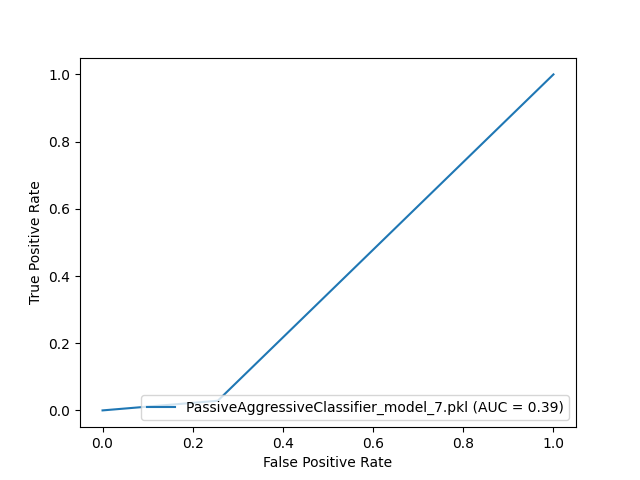 1.0
0.8
0.6
0.4
0.2
0.0
True Positive Rate
PassiveAggressiveClassifier_model_7.pkl (AUC = 0.39)
0.0 0.2 0.4 0.6 0.8 1.0
False Positive Rate